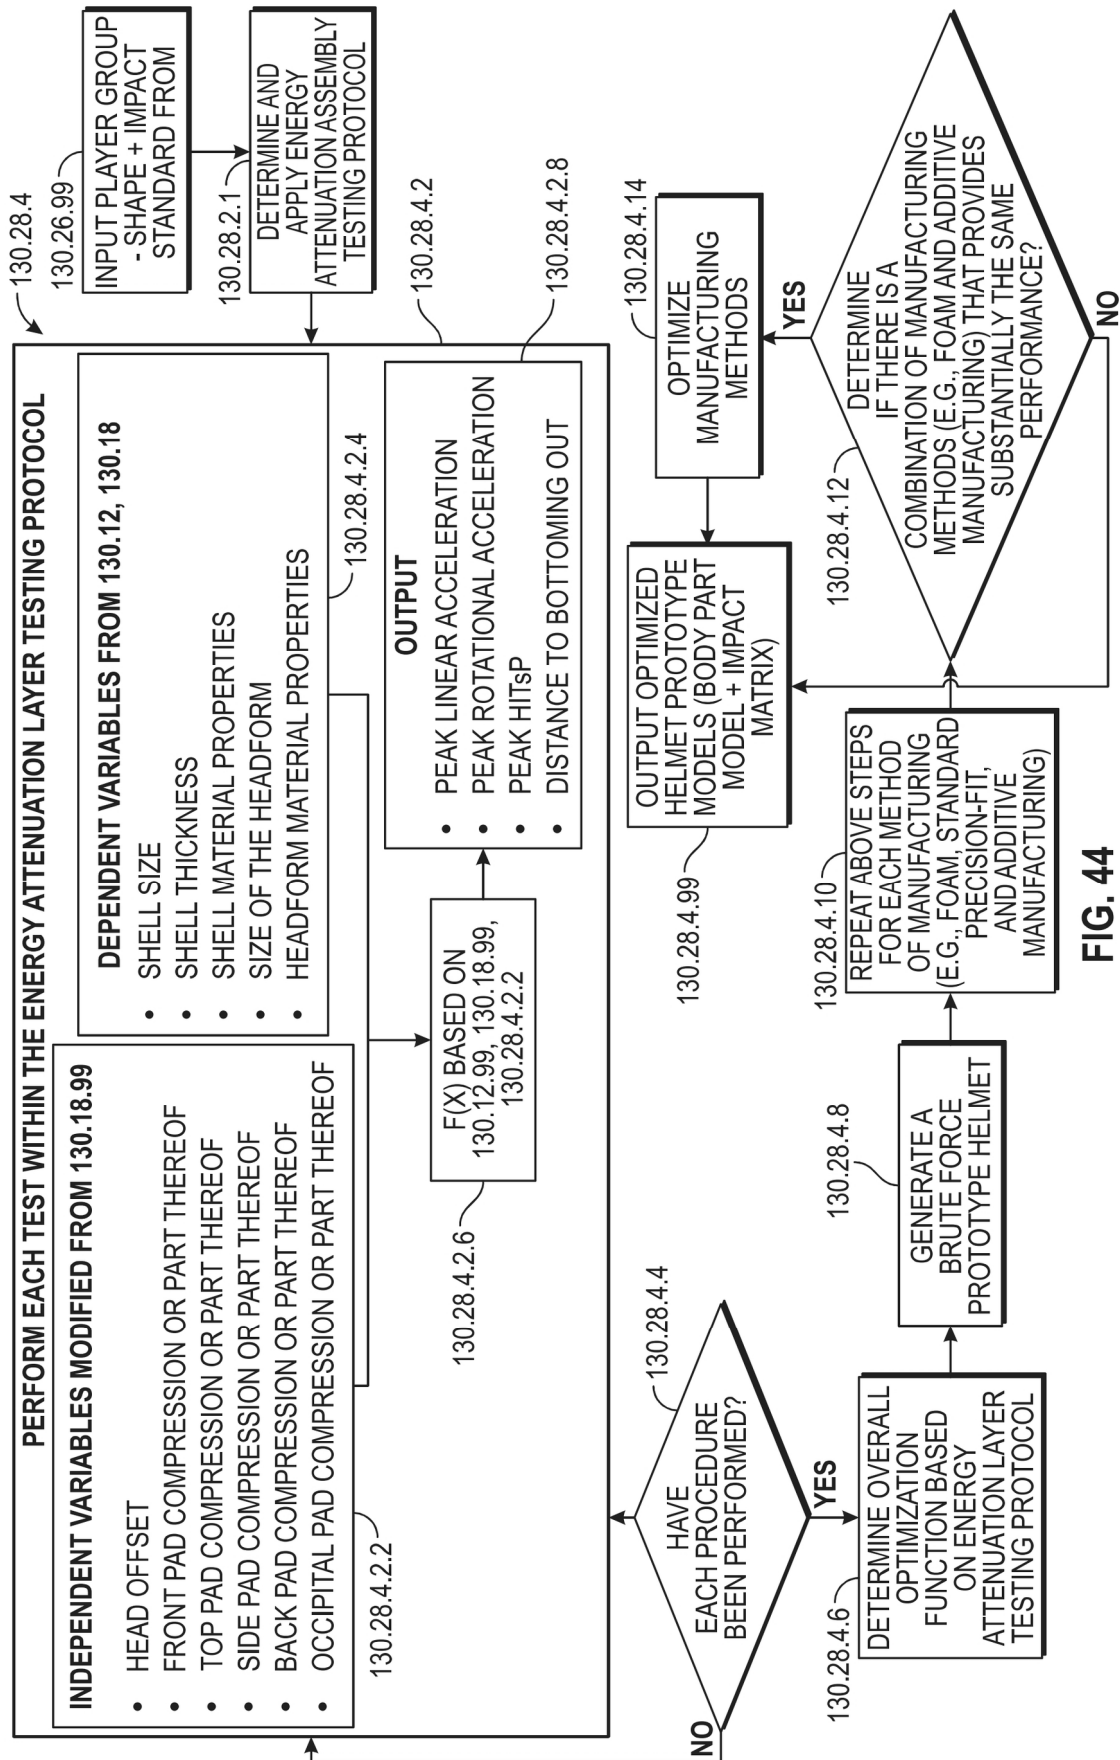 130.28.4
130.26.99
INPUT PLAYER GROUP
- SHAPE + IMPACT
STANDARD FROM
130.28.2.1
DETERMINE AND
APPLY ENERGY
ATTENUATION ASSEMBLY
TESTING PROTOCOL
PERFORM EACH TEST WITHIN THE ENERGY ATTENUATION LAYER TESTING PROTOCOL
130.28.4.2
INDEPENDENT VARIABLES MODIFIED FROM 130.18.99
• HEAD OFFSET
• FRONT PAD COMPRESSION OR PART THEREOF
• TOP PAD COMPRESSION OR PART THEREOF
• SIDE PAD COMPRESSION OR PART THEREOF
• BACK PAD COMPRESSION OR PART THEREOF
• OCCIPITAL PAD COMPRESSION OR PART THEREOF
130.28.4.2.2
DEPENDENT VARIABLES FROM 130.12, 130.18
• SHELL SIZE
• SHELL THICKNESS
• SHELL MATERIAL PROPERTIES
• SIZE OF THE HEADFORM
• HEADFORM MATERIAL PROPERTIES
130.28.4.2.4
F(X) BASED ON
130.12.99, 130.18.99,
130.28.4.2.2
130.28.4.2.6
OUTPUT
• PEAK LINEAR ACCELERATION
• PEAK ROTATIONAL ACCELERATION
• PEAK HITsP
• DISTANCE TO BOTTOMING OUT
130.28.4.2.8
NO
HAVE
EACH PROCEDURE
BEEN PERFORMED?
130.28.4.4
YES
130.28.4.6
DETERMINE OVERALL
OPTIMIZATION
FUNCTION BASED
ON ENERGY
ATTENUATION LAYER
TESTING PROTOCOL
130.28.4.8
GENERATE A
BRUTE FORCE
PROTOTYPE HELMET
130.28.4.10
REPEAT ABOVE STEPS
FOR EACH METHOD
OF MANUFACTURING
(E.G., FOAM, STANDARD
PRECISION-FIT,
AND ADDITIVE
MANUFACTURING)
130.28.4.12
DETERMINE
IF THERE IS A
COMBINATION OF MANUFACTURING
METHODS (E.G., FOAM AND ADDITIVE
MANUFACTURING) THAT PROVIDES
SUBSTANTIALLY THE SAME
PERFORMANCE?
YES
NO
130.28.4.14
OPTIMIZE
MANUFACTURING
METHODS
OUTPUT OPTIMIZED
HELMET PROTOTYPE
MODELS (BODY PART
MODEL + IMPACT
MATRIX)
130.28.4.99
FIG. 44